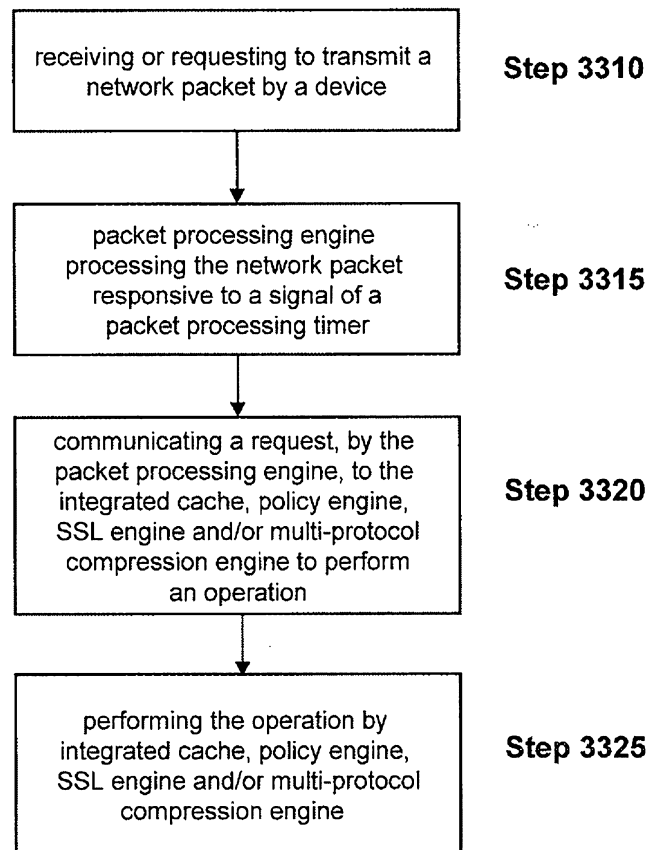 receiving or requesting to transmit a
network packet by a device
Step 3310
packet processing engine
processing the network packet
responsive to a signal of a
packet processing timer
Step 3315
communicating a request, by the
packet processing engine, to the
integrated cache, policy engine,
SSL engine and/or multi-protocol
compression engine to perform
an operation
Step 3320
performing the operation by
integrated cache, policy engine,
SSL engine and/or multi-protocol
compression engine
Step 3325